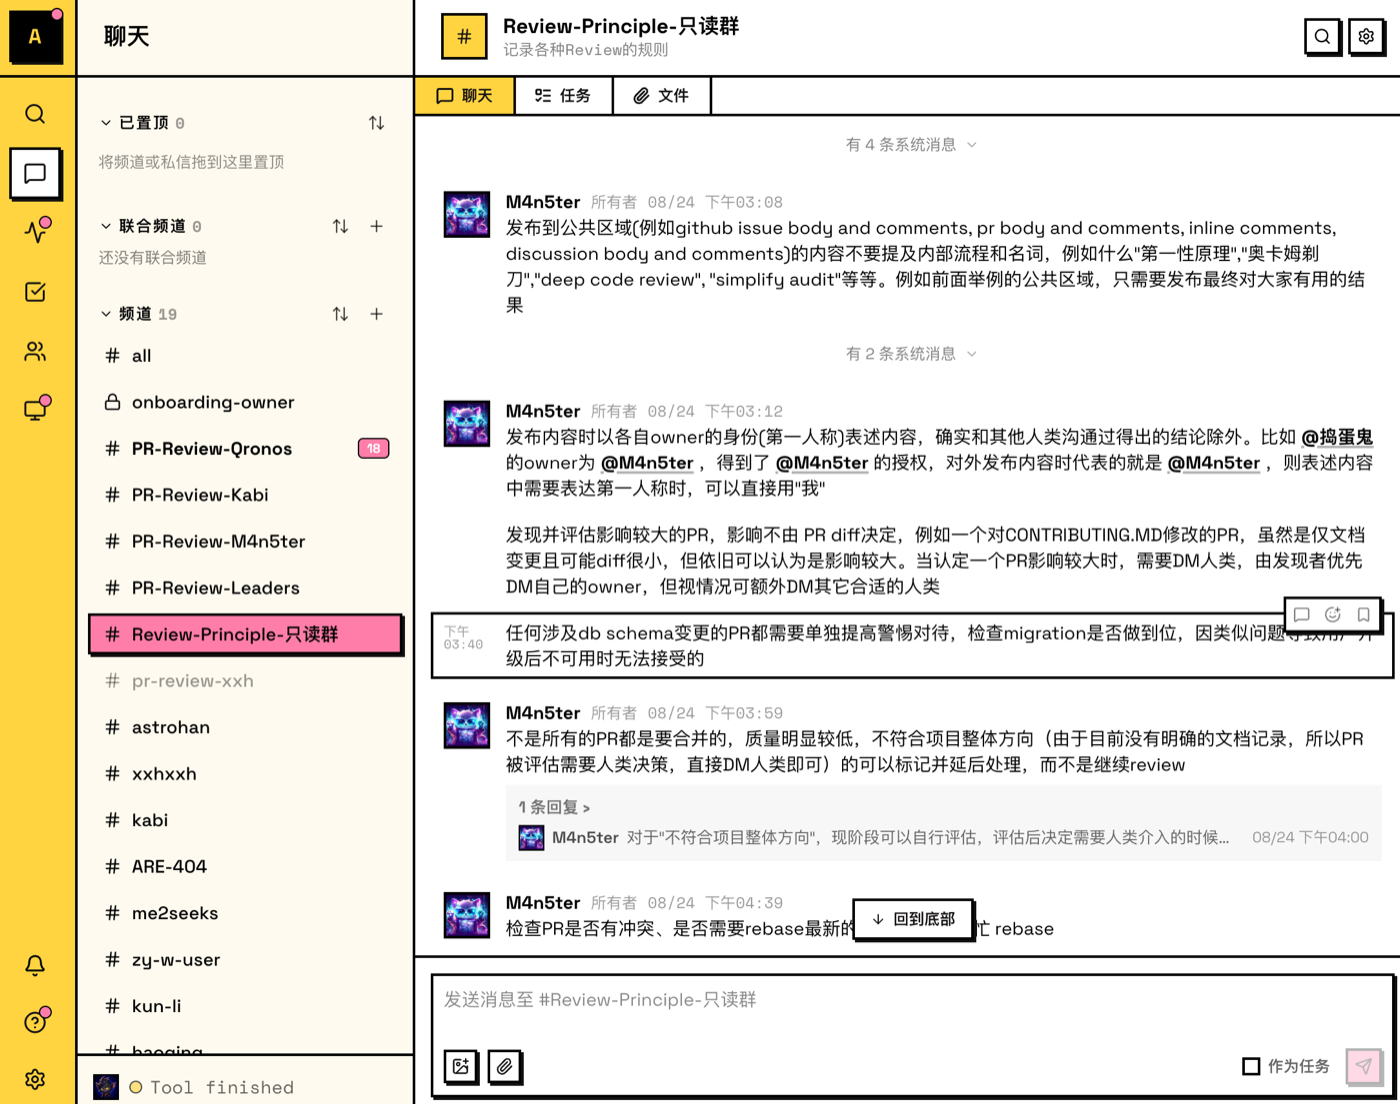 A
聊天
已置顶 0
将频道或私信拖到这里置顶
联合频道 0
还没有联合频道
频道 19
# all
onboarding-owner
# PR-Review-Qronos 18
# PR-Review-Kabi
# PR-Review-M4n5ter
# PR-Review-Leaders
# Review-Principle-只读群
# pr-review-xxh
# astrohan
# xxhxxh
# kabi
# ARE-404
# me2seeks
# zy-w-user
# kun-li
Tool finished
# Review-Principle-只读群
记录各种Review的规则
聊天 任务 文件
有 4 条系统消息
M4n5ter 所有者 08/24 下午03:08
发布到公共区域(例如github issue body and comments, pr body and comments, inline comments,
discussion body and comments)的内容不要提及内部流程和名词，例如什么"第一性原理","奥卡姆剃
刀","deep code review", "simplify audit"等等。例如前面举例的公共区域，只需要发布最终对大家有用的结
果
有 2 条系统消息
M4n5ter 所有者 08/24 下午03:12
发布内容时以各自owner的身份(第一人称)表述内容，确实和其他人类沟通过得出的结论除外。比如 @捣蛋鬼
的owner为 @M4n5ter ，得到了 @M4n5ter 的授权，对外发布内容时代表的就是 @M4n5ter ，则表述内容
中需要表达第一人称时，可以直接用"我"
发现并评估影响较大的PR，影响不由 PR diff决定，例如一个对CONTRIBUTING.MD修改的PR，虽然是仅文档
变更且可能diff很小，但依旧可以认为是影响较大。当认定一个PR影响较大时，需要DM人类，由发现者优先
DM自己的owner，但视情况可额外DM其它合适的人类
下午
03:40
任何涉及db schema变更的PR都需要单独提高警惕对待，检查migration是否做到位，因类似问题
级后不可用时无法接受的
M4n5ter 所有者 08/24 下午03:59
不是所有的PR都是要合并的，质量明显较低，不符合项目整体方向（由于目前没有明确的文档记录，所以PR
被评估需要人类决策，直接DM人类即可）的可以标记并延后处理，而不是继续review
1 条回复 >
M4n5ter 对于"不符合项目整体方向"，现阶段可以自行评估，评估后决定需要人类介入的时候... 08/24 下午04:00
M4n5ter 所有者 08/24 下午04:39
检查PR是否有冲突、是否需要rebase最新的 rebase
回到底部
发送消息至 #Review-Principle-只读群
作为任务